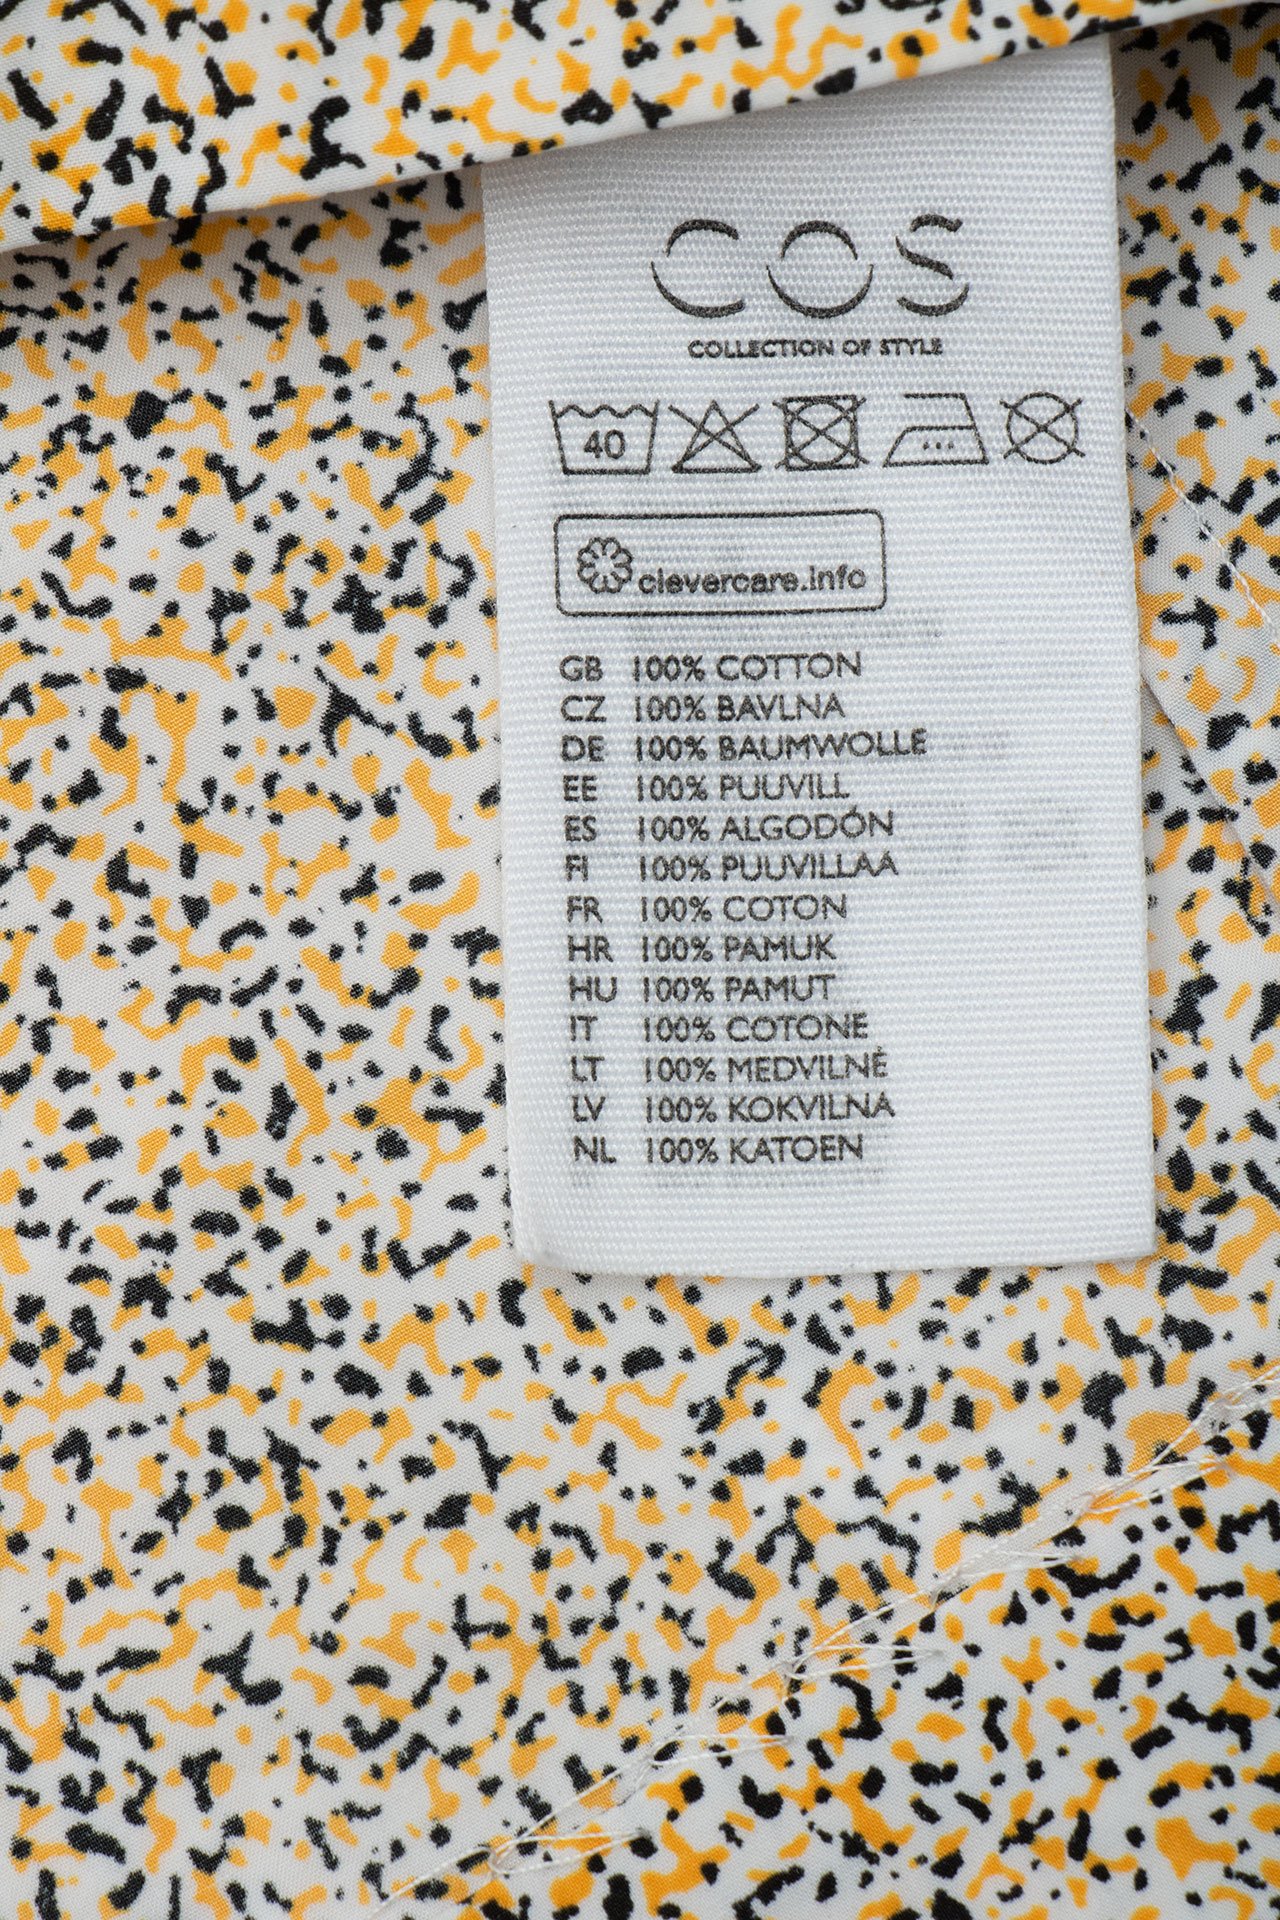 COS
COLLECTION OF STYLE
40
clevercare.info
GB 100% COTTON
CZ 100% BAVLNA
DE 100% BAUMWOLLE
EE 100% PUUVILL
ES 100% ALGODÓN
FI 100% PUUVILLAA
FR 100% COTON
HR 100% PAMUK
HU 100% PAMUT
IT 100% COTONE
LT 100% MEDVILNĖ
LV 100% KOKVILNA
NL 100% KATOEN